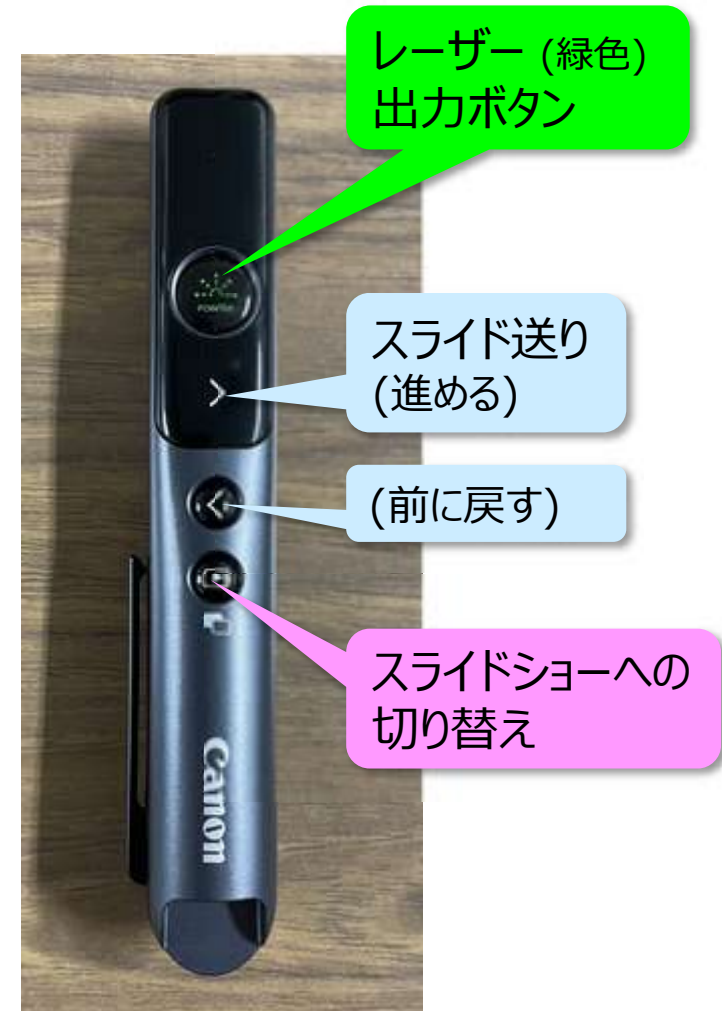 レーザー (緑色)
出力ボタン
POINTER
スライド送り
(進める)
(前に戻す)
スライドショーへの
切り替え
Canon